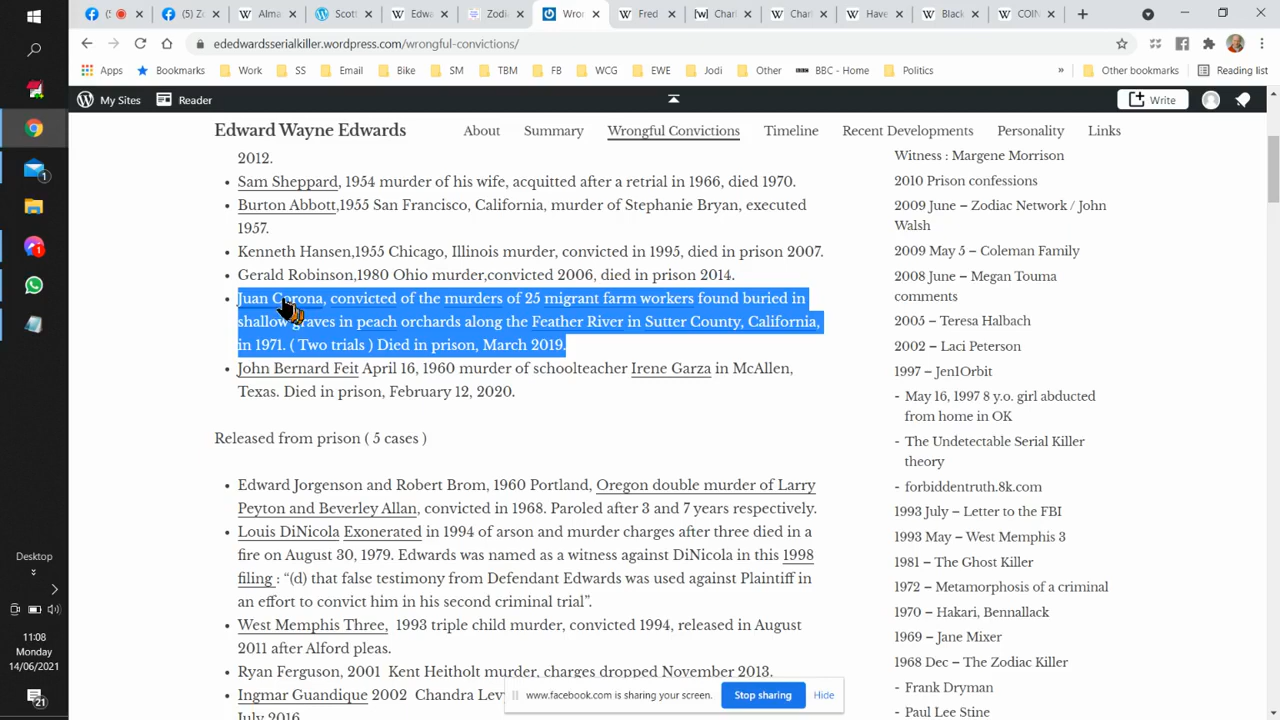 Zo
Alma
Scott
Edwa
Zodi
Wro
Fred
Char
Char
Have
Black
COIN
ededwardsserialkiller.wordpress.com/wrongful-convictions/
Apps Bookmarks Work SS Email Bike SM TBM FB WCG EWE Jodi Other BBC - Home Politics » Other bookmarks Reading list
My Sites Reader Write
Edward Wayne Edwards About Summary Wrongful Convictions Timeline Recent Developments Personality Links
2012.
Sam Sheppard, 1954 murder of his wife, acquitted after a retrial in 1966, died 1970.
Burton Abbott,1955 San Francisco, California, murder of Stephanie Bryan, executed
1957.
Kenneth Hansen,1955 Chicago, Illinois murder, convicted in 1995, died in prison 2007.
Gerald Robinson,1980 Ohio murder,convicted 2006, died in prison 2014.
Juan Corona, convicted of the murders of 25 migrant farm workers found buried in
shallow graves in peach orchards along the Feather River in Sutter County, California,
in 1971. ( Two trials ) Died in prison, March 2019.
John Bernard Feit April 16, 1960 murder of schoolteacher Irene Garza in McAllen,
Texas. Died in prison, February 12, 2020.
Released from prison ( 5 cases )
Edward Jorgenson and Robert Brom, 1960 Portland, Oregon double murder of Larry
Peyton and Beverley Allan, convicted in 1968. Paroled after 3 and 7 years respectively.
Louis DiNicola Exonerated in 1994 of arson and murder charges after three died in a
fire on August 30, 1979. Edwards was named as a witness against DiNicola in this 1998
filing : “(d) that false testimony from Defendant Edwards was used against Plaintiff in
an effort to convict him in his second criminal trial”.
West Memphis Three, 1993 triple child murder, convicted 1994, released in August
2011 after Alford pleas.
Ryan Ferguson, 2001 Kent Heitholt murder, charges dropped November 2013.
Ingmar Guandique 2002 Chandra Lev
July 2016
Witness : Margene Morrison
2010 Prison confessions
2009 June – Zodiac Network / John
Walsh
2009 May 5 – Coleman Family
2008 June – Megan Touma
comments
2005 – Teresa Halbach
2002 – Laci Peterson
1997 – Jen1Orbit
- May 16, 1997 8 y.o. girl abducted
from home in OK
- The Undetectable Serial Killer
theory
- forbiddentruth.8k.com
1993 July – Letter to the FBI
1993 May – West Memphis 3
1981 – The Ghost Killer
1972 – Metamorphosis of a criminal
1970 – Hakari, Bennallack
1969 – Jane Mixer
1968 Dec – The Zodiac Killer
- Frank Dryman
- Paul Lee Stine
www.facebook.com is sharing your screen. Stop sharing Hide
1
1
Desktop
11:08
Monday
14/06/2021
21